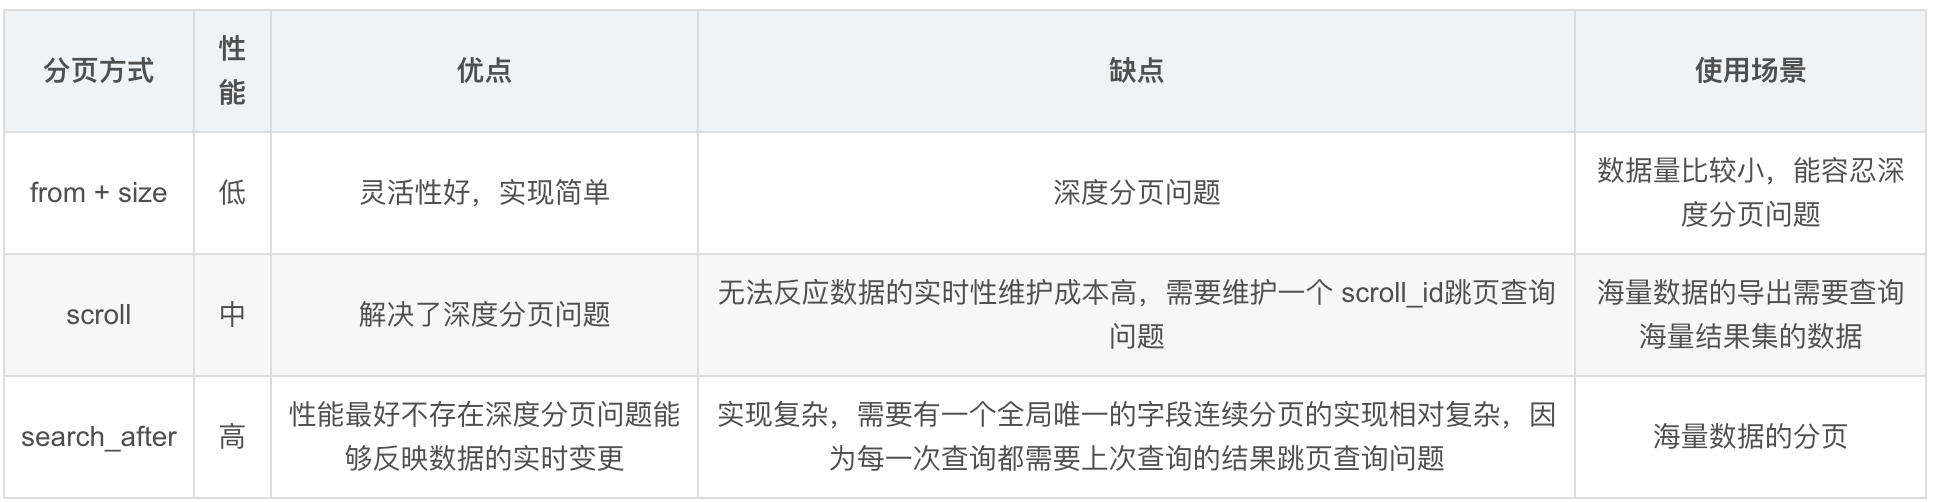 分页方式
性
能
优点
缺点
使用场景
from + size
低
灵活性好，实现简单
深度分页问题
数据量比较小，能容忍深
度分页问题
scroll
中
解决了深度分页问题
无法反应数据的实时性维护成本高，需要维护一个 scroll_id跳页查询
问题
海量数据的导出需要查询
海量结果集的数据
search_after
高
性能最好不存在深度分页问题能
够反映数据的实时变更
实现复杂，需要有一个全局唯一的字段连续分页的实现相对复杂，因
为每一次查询都需要上次查询的结果跳页查询问题
海量数据的分页